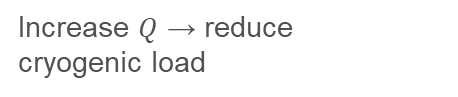 Increase Q → reduce
cryogenic load